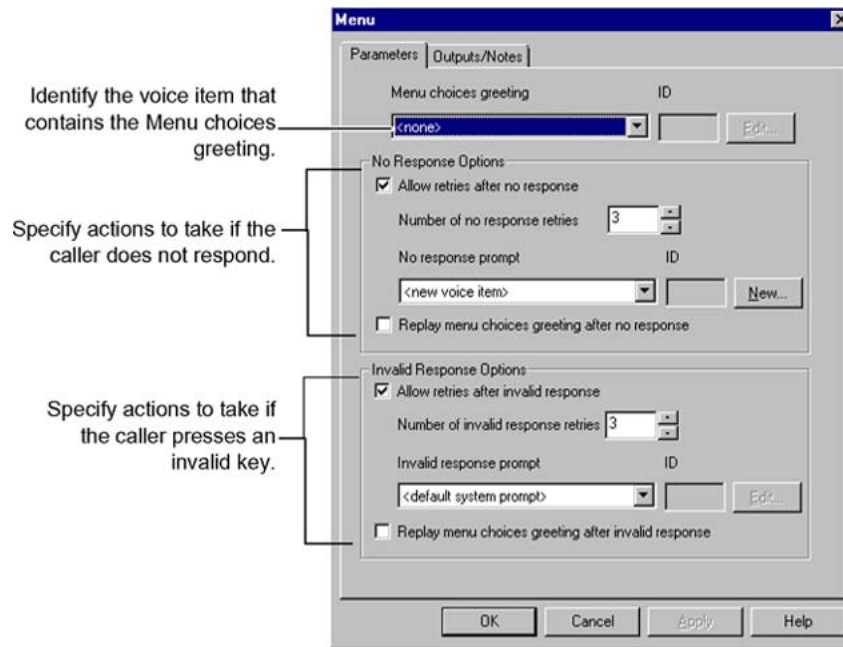 Menu
Parameters
Outputs/Notes
Identify the voice item that
contains the Menu choices
greeting.
Menu choices greeting
ID
<none>
Edit...
Specify actions to take if the
caller does not respond.
No Response Options
Allow retries after no response
Number of no response retries
3
No response prompt
ID
<new voice item>
New...
Replay menu choices greeting after no response
Specify actions to take if
the caller presses an
invalid key.
Invalid Response Options
Allow retries after invalid response
Number of invalid response retries
3
Invalid response prompt
ID
<default system prompt>
Edit...
Replay menu choices greeting after invalid response
OK
Cancel
Apply
Help